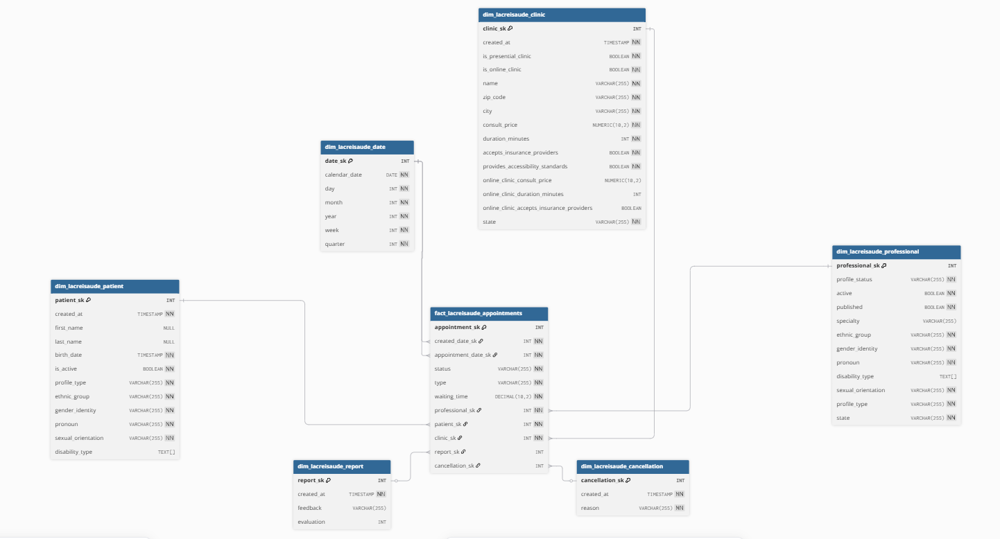 dim_lacreisaude_clinic
clinic_sk INT
created_at TIMESTAMP NN
is_presential_clinic BOOLEAN NN
is_online_clinic BOOLEAN NN
name VARCHAR(255) NN
zip_code VARCHAR(255) NN
city VARCHAR(255) NN
consult_price NUMERIC(10,2) NN
duration_minutes INT NN
accepts_insurance_providers BOOLEAN NN
provides_accessibility_standards BOOLEAN NN
online_clinic_consult_price NUMERIC(10,2)
online_clinic_duration_minutes INT
online_clinic_accepts_insurance_providers BOOLEAN
state VARCHAR(255) NN
dim_lacreisaude_date
date_sk INT
calendar_date DATE NN
day INT NN
month INT NN
year INT NN
week INT NN
quarter INT NN
dim_lacreisaude_professional
professional_sk INT
profile_status VARCHAR(255) NN
active BOOLEAN NN
published BOOLEAN NN
specialty VARCHAR(255)
ethnic_group VARCHAR(255) NN
gender_identity VARCHAR(255) NN
pronoun VARCHAR(255) NN
disability_type TEXT[]
sexual_orientation VARCHAR(255) NN
profile_type VARCHAR(255) NN
state VARCHAR(255) NN
dim_lacreisaude_patient
patient_sk INT
created_at TIMESTAMP NN
first_name NULL
last_name NULL
birth_date TIMESTAMP NN
is_active BOOLEAN NN
profile_type VARCHAR(255) NN
ethnic_group VARCHAR(255) NN
gender_identity VARCHAR(255) NN
pronoun VARCHAR(255) NN
sexual_orientation VARCHAR(255) NN
disability_type TEXT[]
fact_lacreisaude_appointments
appointment_sk INT
created_date_sk INT NN
appointment_date_sk INT NN
status VARCHAR(255) NN
type VARCHAR(255) NN
waiting_time DECIMAL(10,2) NN
professional_sk INT NN
patient_sk INT NN
clinic_sk INT NN
report_sk INT
cancellation_sk INT
dim_lacreisaude_report
report_sk INT
created_at TIMESTAMP NN
feedback VARCHAR(255)
evaluation INT
dim_lacreisaude_cancellation
cancellation_sk INT
created_at TIMESTAMP NN
reason VARCHAR(255) NN